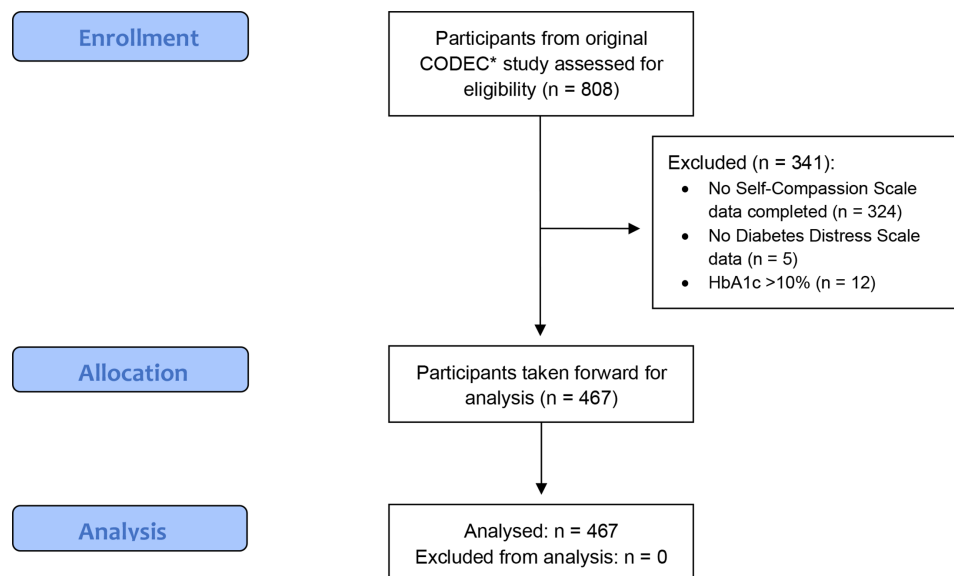 Enrollment
Participants from original
CODEC* study assessed for
eligibility (n = 808)
Excluded (n = 341):
• No Self-Compassion Scale
data completed (n = 324)
• No Diabetes Distress Scale
data (n = 5)
• HbA1c >10% (n = 12)
Allocation
Participants taken forward for
analysis (n = 467)
Analysis
Analysed: n = 467
Excluded from analysis: n = 0